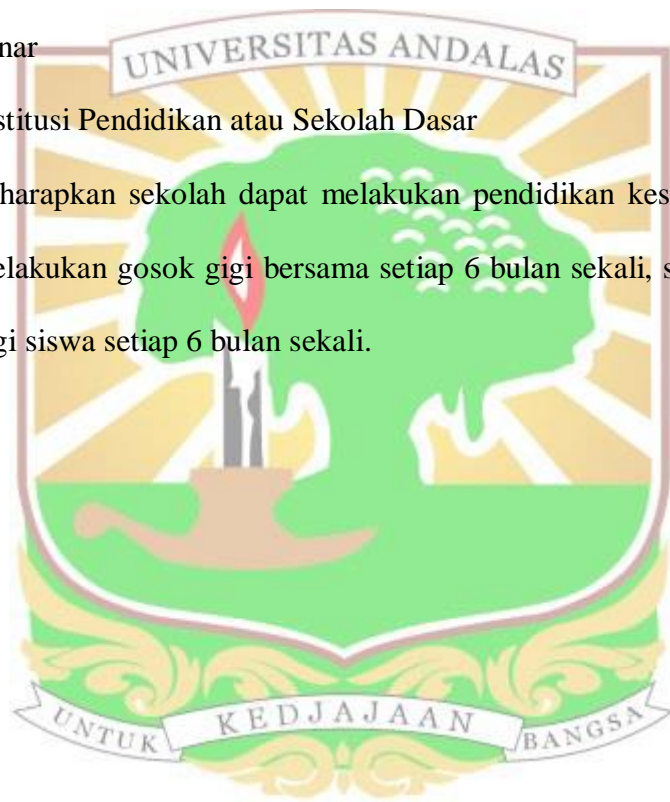 UNIVERSITAS ANDALAS
nar
stitusi Pendidikan atau Sekolah Dasar
harapkan sekolah dapat melakukan pendidikan kes
elakukan gosok gigi bersama setiap 6 bulan sekali, s
gi siswa setiap 6 bulan sekali.
UNTUK KEDJAJAAN BANGSA